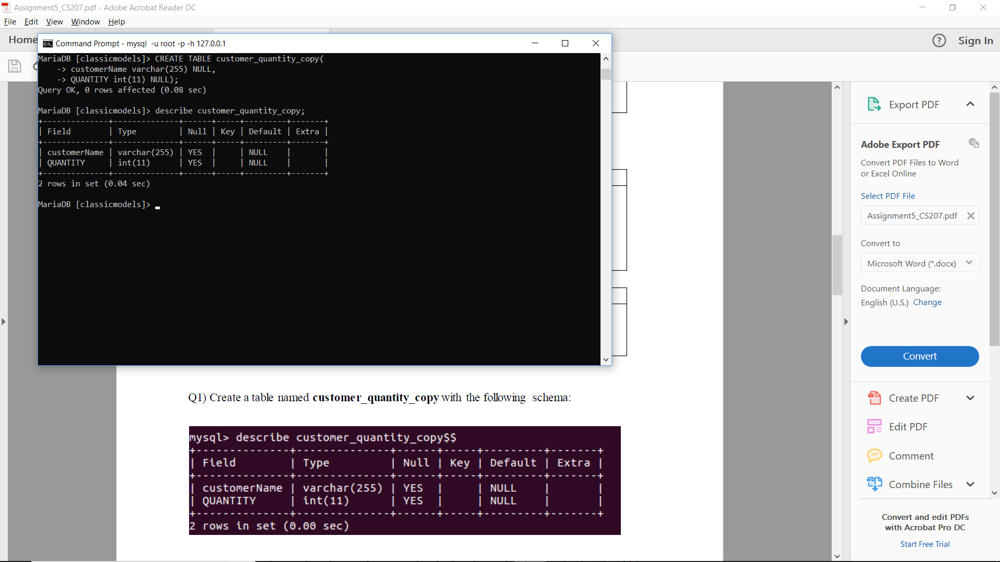 Assignment5_CS207.pdf - Adobe Acrobat Reader DC
File Edit View Window Help
Home
Sign In
Command Prompt - mysql -u root -p -h 127.0.0.1
MariaDB [classicmodels]> CREATE TABLE customer_quantity_copy(
-> customerName varchar(255) NULL,
-> QUANTITY int(11) NULL);
Query OK, 0 rows affected (0.08 sec)
MariaDB [classicmodels]> describe customer_quantity_copy;
+--------------+--------------+------+-----+---------+-------+
| Field | Type | Null | Key | Default | Extra |
+--------------+--------------+------+-----+---------+-------+
| customerName | varchar(255) | YES | | NULL | |
| QUANTITY | int(11) | YES | | NULL | |
+--------------+--------------+------+-----+---------+-------+
2 rows in set (0.04 sec)
MariaDB [classicmodels]>
Q1) Create a table named customer_quantity_copy with the following schema:
mysql> describe customer_quantity_copy$$
+--------------+--------------+------+-----+---------+-------+
| Field | Type | Null | Key | Default | Extra |
+--------------+--------------+------+-----+---------+-------+
| customerName | varchar(255) | YES | | NULL | |
| QUANTITY | int(11) | YES | | NULL | |
+--------------+--------------+------+-----+---------+-------+
2 rows in set (0.00 sec)
Export PDF
Adobe Export PDF
Convert PDF Files to Word
or Excel Online
Select PDF File
Assignment5_CS207.pdf
Convert to
Microsoft Word (*.docx)
Document Language:
English (U.S.) Change
Convert
Create PDF
Edit PDF
Comment
Combine Files
Convert and edit PDFs
with Acrobat Pro DC
Start Free Trial